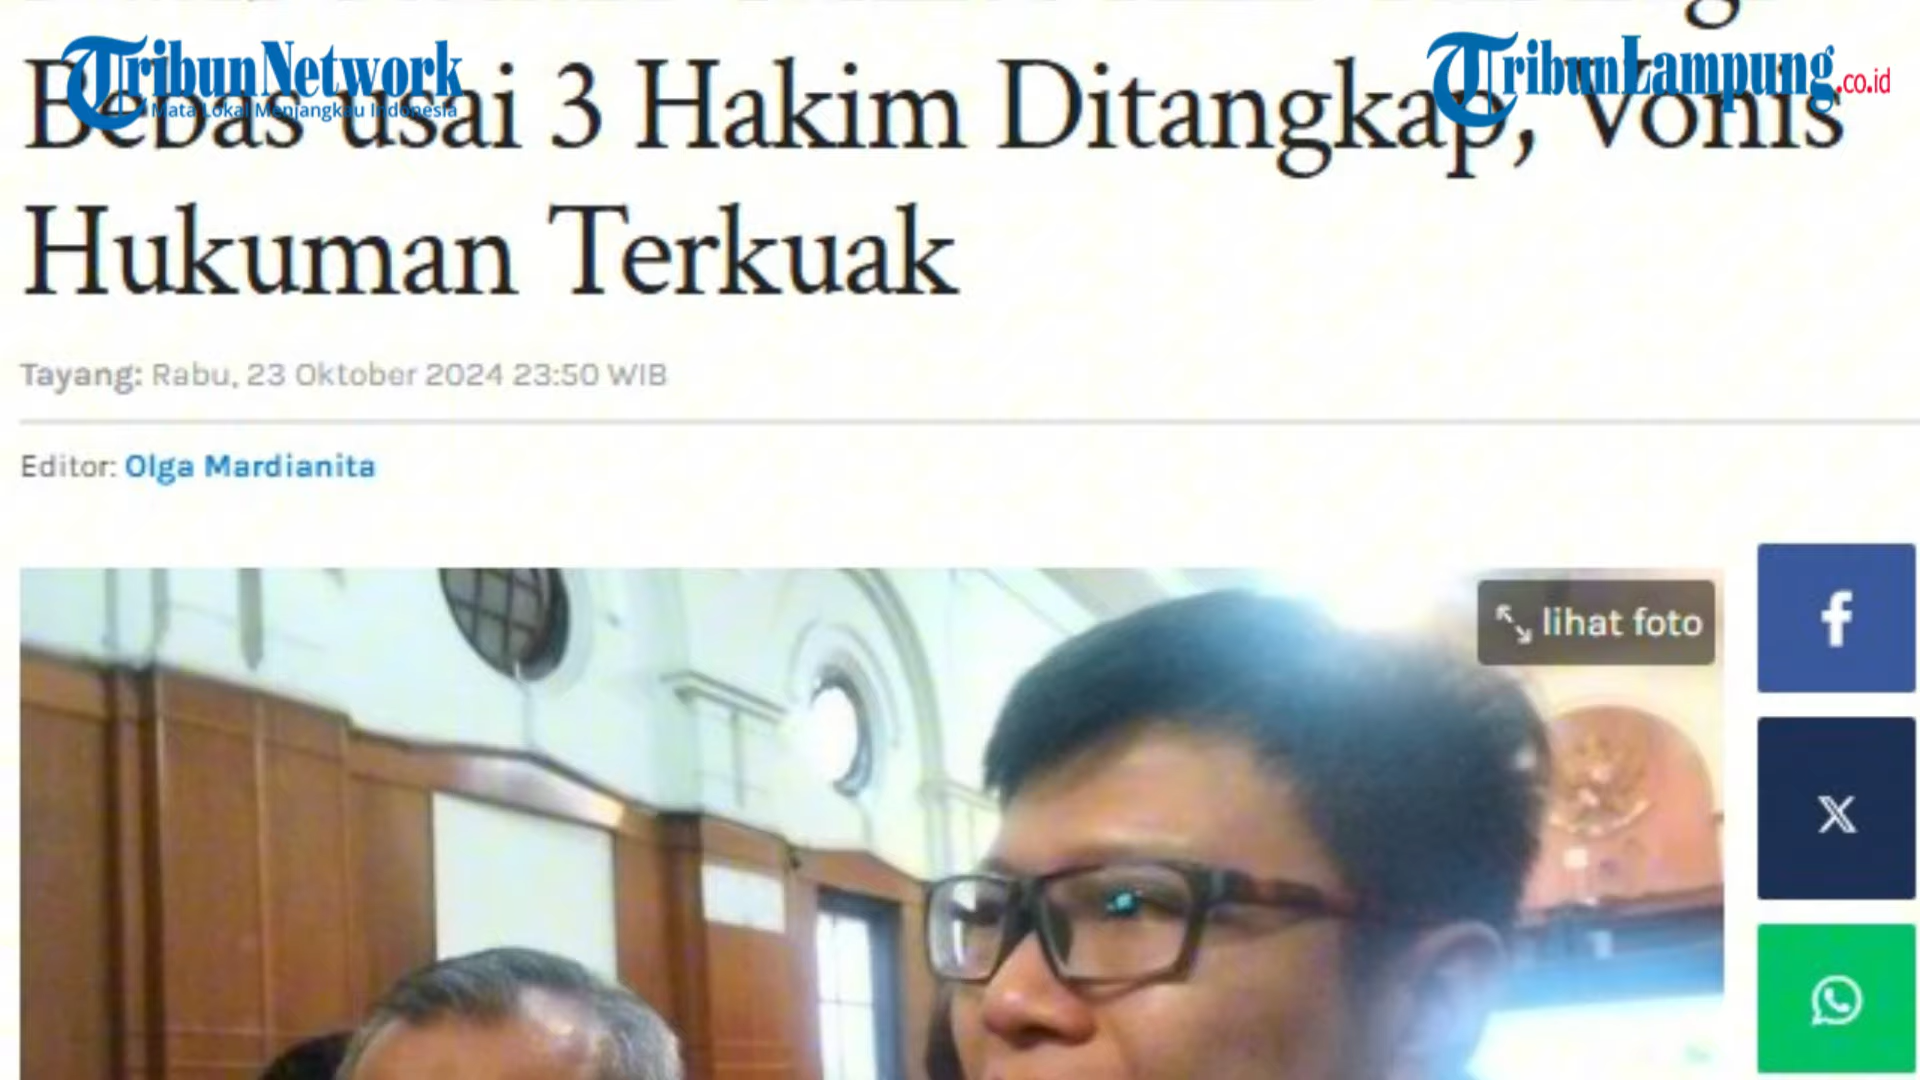 TribunNetwork
Mata Lokal Menjangkau Indonesia
TribunLampung.co.id
Bebas usai 3 Hakim Ditangkap, Vonis
Hukuman Terkuak
Tayang: Rabu, 23 Oktober 2024 23:50 WIB
Editor: Olga Mardianita
lihat foto